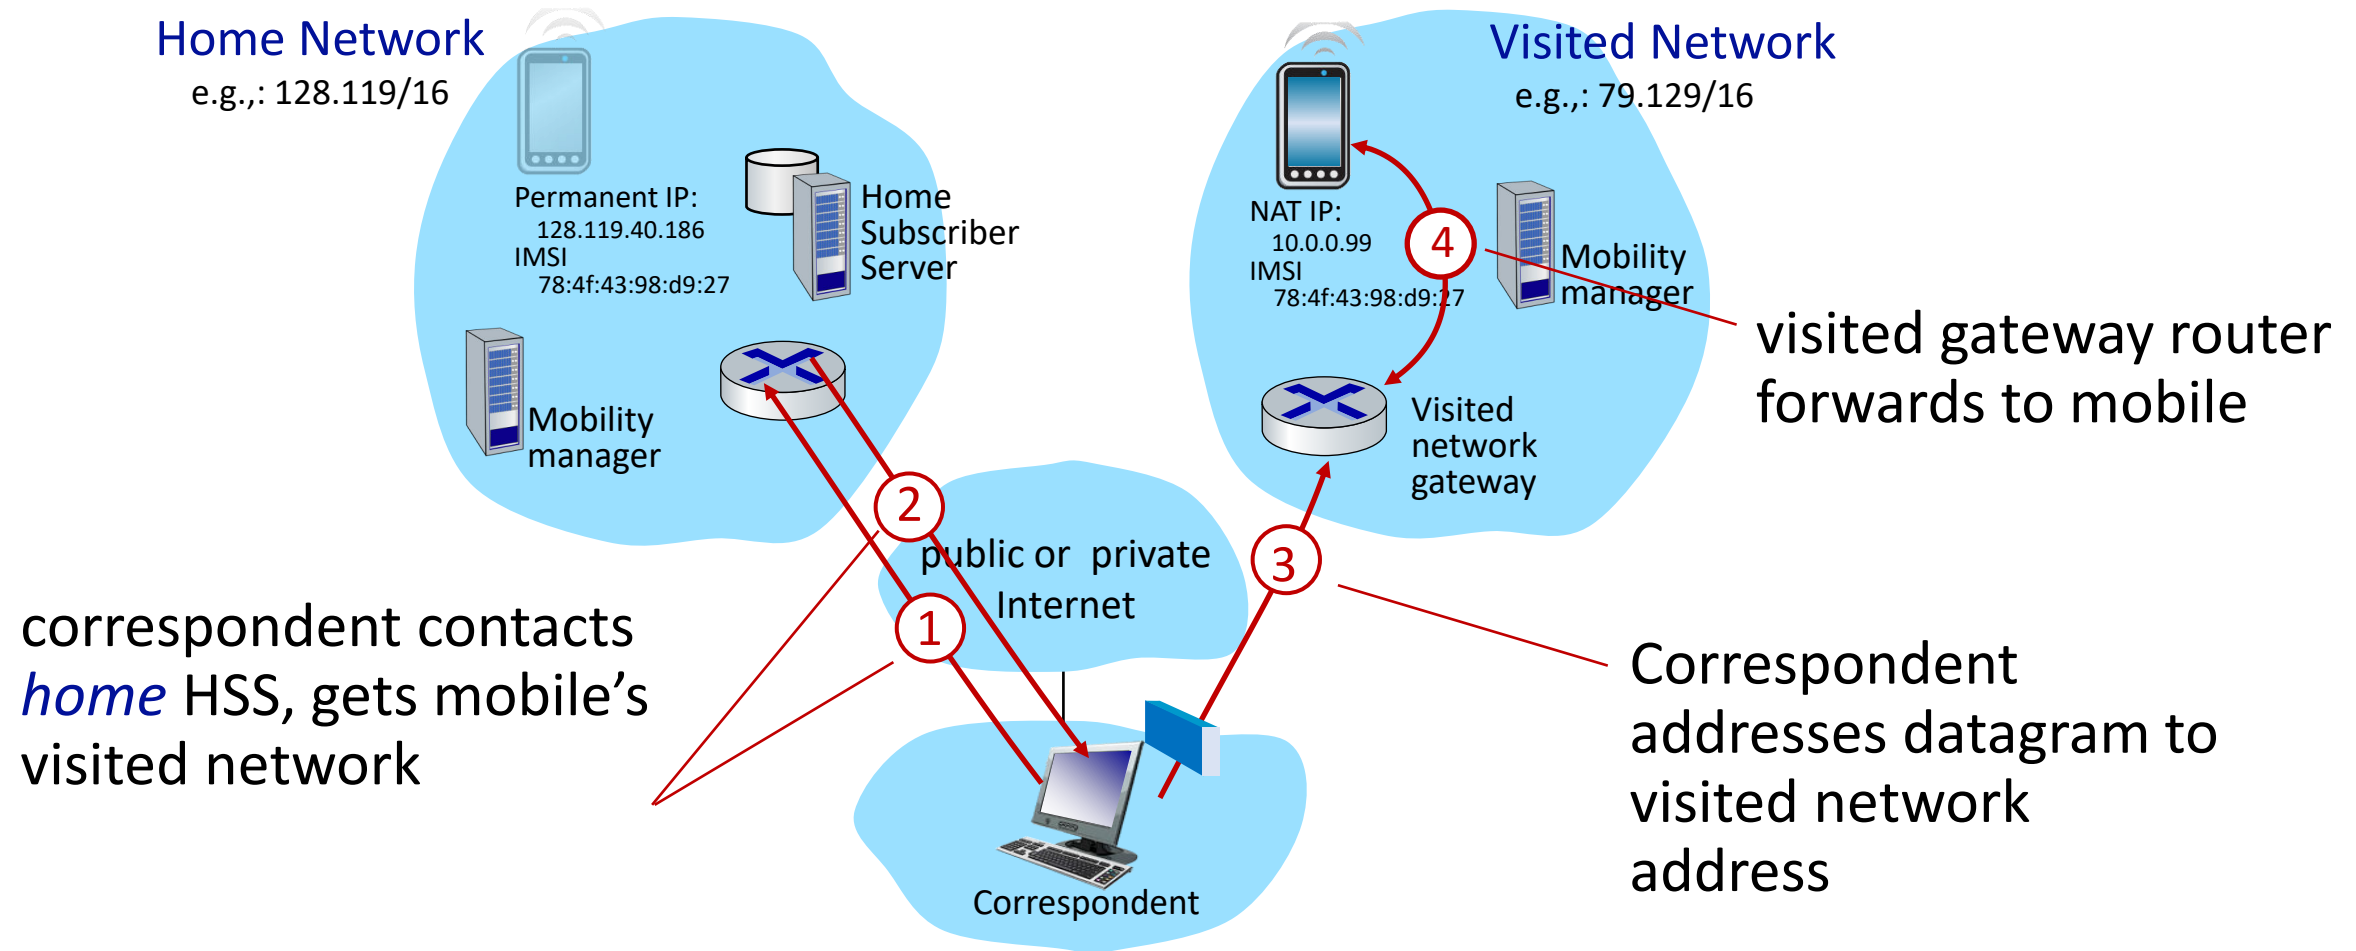 Home Network
e.g.,: 128.119/16
Permanent IP:
128.119.40.186
IMSI
78:4f:43:98:d9:27
Home
Subscriber
Server
Mobility
manager
Visited Network
e.g.,: 79.129/16
NAT IP:
10.0.0.99
IMSI
78:4f:43:98:d9:27
Mobility
manager
Visited
network
gateway
4
visited gateway router
forwards to mobile
2
public or private
Internet
3
1
correspondent contacts
home HSS, gets mobile’s
visited network
Correspondent
addresses datagram to
visited network
address
Correspondent